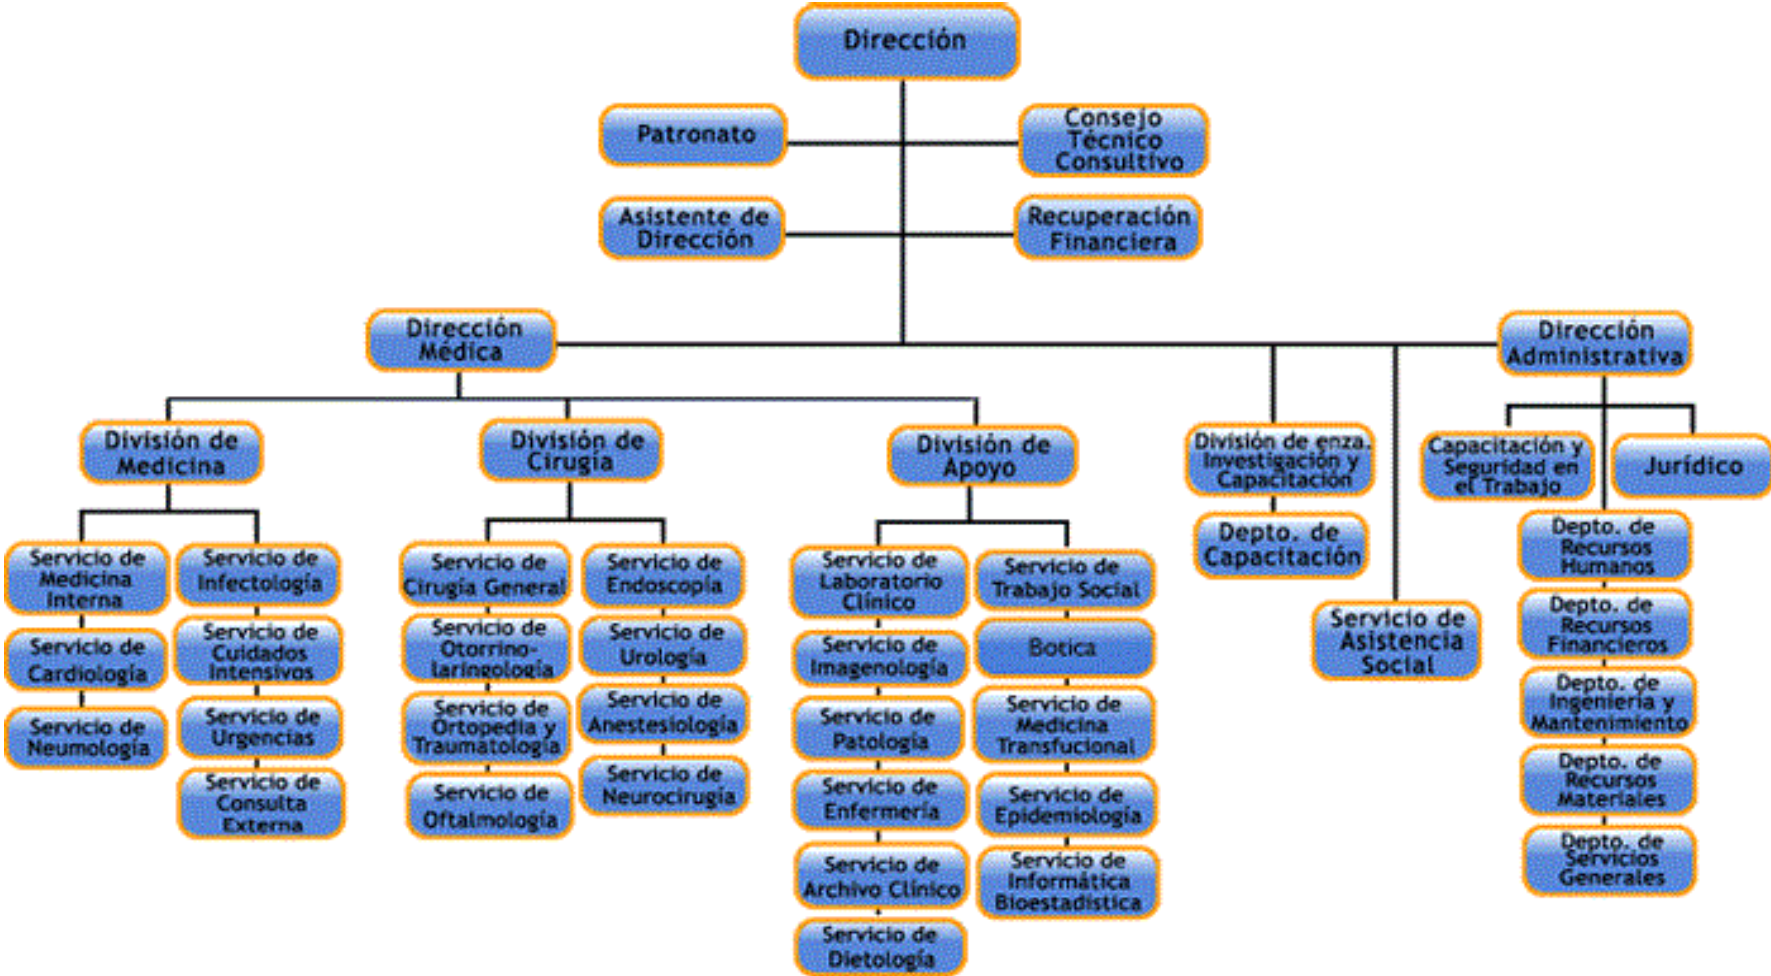 Dirección
Patronato
Consejo
Técnico
Consultivo
Asistente de
Dirección
Recuperación
Financiera
Dirección
Médica
Dirección
Administrativa
División de
Medicina
División de
Cirugía
División de
Apoyo
División de enza.
Investigación y
Capacitación
Capacitación y
Seguridad en
el Trabajo
Jurídico
Servicio de
Medicina
Interna
Servicio de
Cardiología
Servicio de
Neumología
Servicio de
Infectología
Servicio de
Cuidados
Intensivos
Servicio de
Urgencias
Servicio de
Consulta
Externa
Servicio de
Cirugía General
Servicio de
Otorrino-
laringología
Servicio de
Ortopedia y
Traumatología
Servicio de
Oftalmología
Servicio de
Endoscopía
Servicio de
Urología
Servicio de
Anestesiología
Servicio de
Neurocirugía
Servicio de
Laboratorio
Clínico
Servicio de
Imagenología
Servicio de
Patología
Servicio de
Enfermería
Servicio de
Archivo Clínico
Servicio de
Dietología
Servicio de
Trabajo Social
Botica
Servicio de
Medicina
Transfucional
Servicio de
Epidemiología
Servicio de
Informática
Bioestadística
Depto. de
Capacitación
Servicio de
Asistencia
Social
Depto. de
Recursos
Humanos
Depto. de
Recursos
Financieros
Depto. de
Ingeniería y
Mantenimiento
Depto. de
Recursos
Materiales
Depto. de
Servicios
Generales